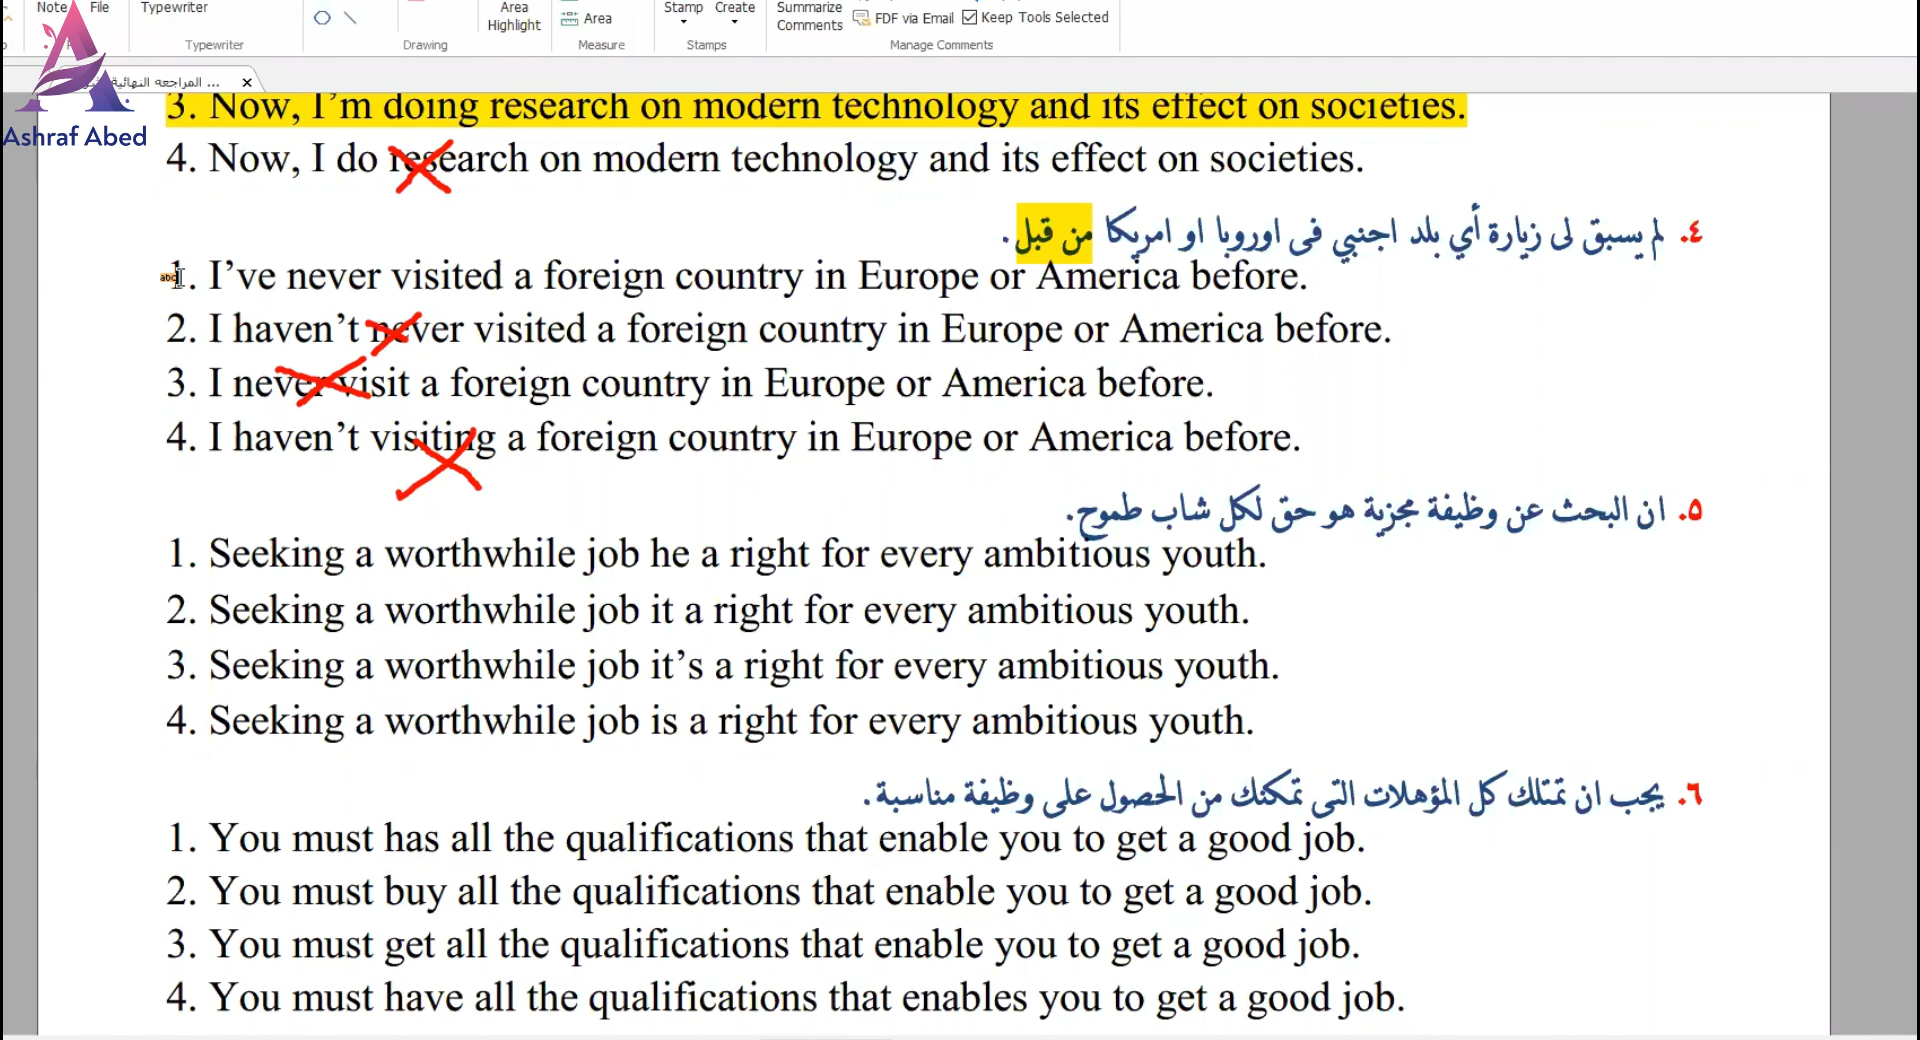 Note
File
Typewriter
Area
Highlight
Area
Stamp
Create
Summarize
Comments
FDF via Email
Keep Tools Selected
Typewriter
Drawing
Measure
Stamps
Manage Comments
المراجعه النهائية ...
Ashraf Abed
3. Now, I’m doing research on modern technology and its effect on societies.
4. Now, I do research on modern technology and its effect on societies.
٤. لم يسبق لى زيارة أي بلد اجنبي فى اوروبا او امريكا من قبل.
1. I’ve never visited a foreign country in Europe or America before.
2. I haven’t never visited a foreign country in Europe or America before.
3. I never visit a foreign country in Europe or America before.
4. I haven’t visiting a foreign country in Europe or America before.
٥. ان البحث عن وظيفة مجزية هو حق لكل شاب طموح.
1. Seeking a worthwhile job he a right for every ambitious youth.
2. Seeking a worthwhile job it a right for every ambitious youth.
3. Seeking a worthwhile job it’s a right for every ambitious youth.
4. Seeking a worthwhile job is a right for every ambitious youth.
٦. يجب ان تمتلك كل المؤهلات التى تمكنك من الحصول على وظيفة مناسبة.
1. You must has all the qualifications that enable you to get a good job.
2. You must buy all the qualifications that enable you to get a good job.
3. You must get all the qualifications that enable you to get a good job.
4. You must have all the qualifications that enables you to get a good job.